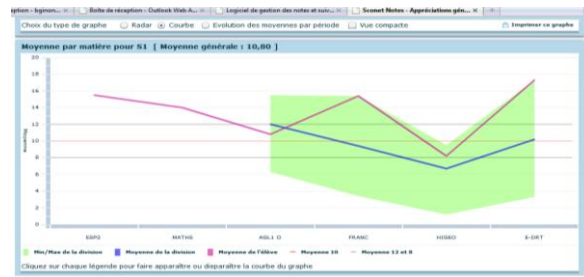 Boîte de réception - Outlook Web A...
Logiciel de gestion des notes et suiv...
Sconet Notes - Appréciations gén...
Choix du type de graphe Radar Courbe Evolution des moyennes par période Vue compacte Imprimer ce graphe
Moyenne par matière pour S1 [ Moyenne générale : 10,80 ]
20
18
16
14
12
10
8
6
4
2
0
Moyenne
ESP2 MATHS AGL1 O FRANC HIGEO E-DRT
Min/Max de la division Moyenne de la division Moyenne de l'élève Moyenne 10 Moyenne 12 et 8
Cliquez sur chaque légende pour faire apparaître ou disparaître la courbe du graphe